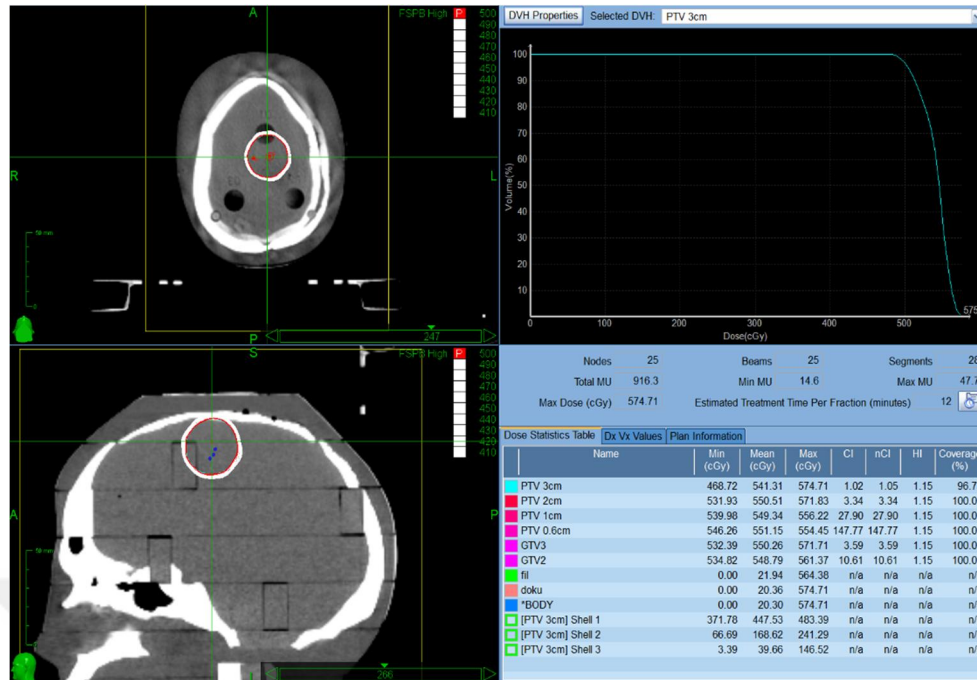 A
FSPB High
P
500
490
480
470
460
450
440
430
420
410
R
L
50 mm
P
247
S
FSPB High
P
500
490
480
470
460
450
440
430
420
410
A
P
50 mm
I
266
DVH Properties
Selected DVH:
PTV 3cm
Volume(%)
100
90
80
70
60
50
40
30
20
10
0
100
200
300
400
500
575
Dose(cGy)
Nodes 25 Beams 25 Segments 28
Total MU 916.3 Min MU 14.6 Max MU 47.7
Max Dose (cGy) 574.71 Estimated Treatment Time Per Fraction (minutes) 12
Dose Statistics Table Dx Vx Values Plan Information
Name Min (cGy) Mean (cGy) Max (cGy) CI nCI HI Coverage
PTV 3cm 468.72 541.31 574.71 1.02 1.05 1.15 96.7
PTV 2cm 531.93 550.51 571.83 3.34 3.34 1.15 100.0
PTV 1cm 539.98 549.34 556.22 27.90 27.90 1.15 100.0
PTV 0.6cm 546.26 551.15 554.45 147.77 147.77 1.15 100.0
GTV3 532.39 550.26 571.71 3.59 3.59 1.15 100.0
GTV2 534.82 548.79 561.37 10.61 10.61 1.15 100.0
fil 0.00 21.94 564.38 n/a n/a n/a n/a
doku 0.00 20.36 574.71 n/a n/a n/a n/a
*BODY 0.00 20.30 574.71 n/a n/a n/a n/a
[PTV 3cm] Shell 1 371.78 447.53 483.39 n/a n/a n/a n/a
[PTV 3cm] Shell 2 66.69 168.62 241.29 n/a n/a n/a n/a
[PTV 3cm] Shell 3 3.39 39.66 146.52 n/a n/a n/a n/a